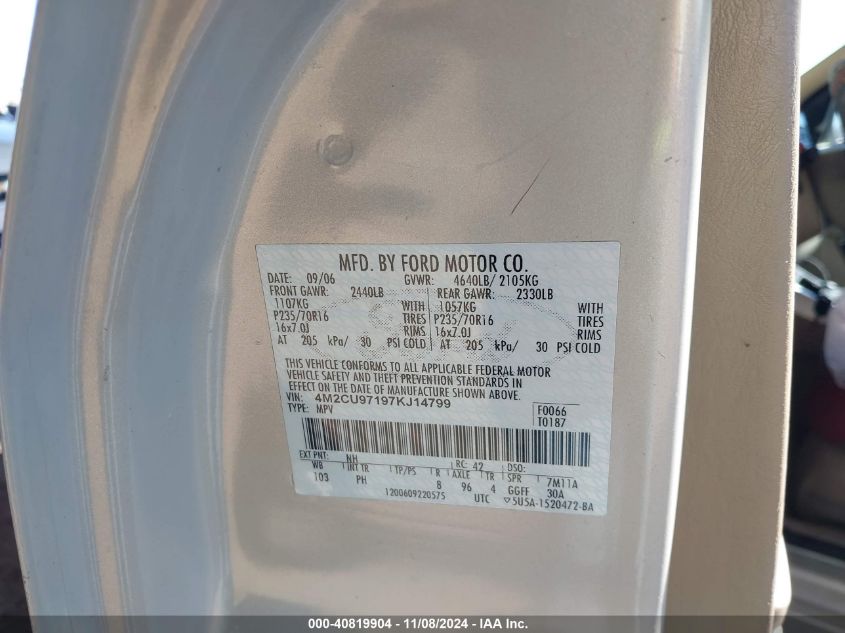 MFD. BY FORD MOTOR CO.
DATE: 09/06 GVWR: 4640LB/ 2105KG
FRONT GAWR: 2440LB REAR GAWR: 2330LB
1107KG WITH 1057KG WITH
P235/70R16 TIRES P235/70R16 TIRES
16x7.0J RIMS 16x7.0J RIMS
AT 205 kPa/ 30 PSI COLD AT 205 kPa/ 30 PSI COLD
THIS VEHICLE CONFORMS TO ALL APPLICABLE FEDERAL MOTOR
VEHICLE SAFETY AND THEFT PREVENTION STANDARDS IN
EFFECT ON THE DATE OF MANUFACTURE SHOWN ABOVE.
VIN: 4M2CU97197KJ14799 F0066
TYPE: MPV T0187
EXT PNT: NH RC: 42 DSO:
WB INT TR TP/PS R AXLE TR SPR 7M11A
103 PH 8 96 4 GGFF 30A
1200609220575 UTC ▽5U5A-1520472-BA
000-40819904 - 11/08/2024 - IAA Inc.